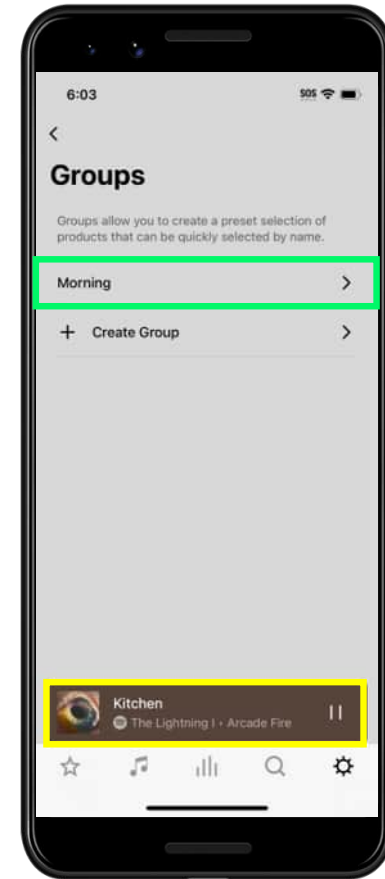 6:03
SOS
Groups
Groups allow you to create a preset selection of
products that can be quickly selected by name.
Morning
Create Group
Kitchen
The Lightning I • Arcade Fire